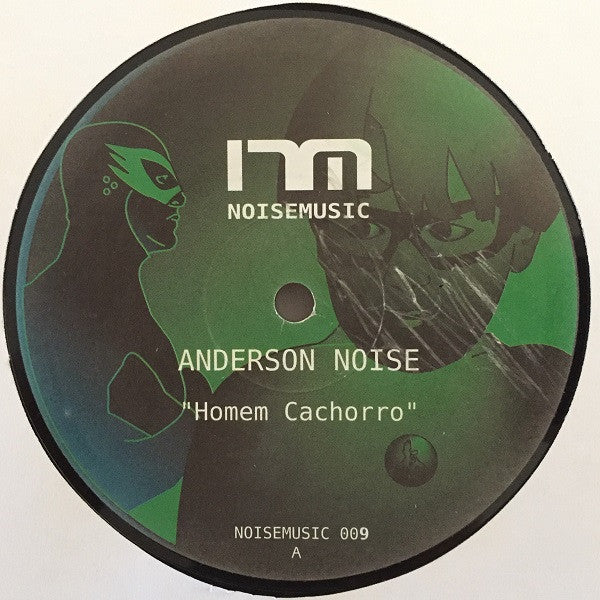 NOISEMUSIC
ANDERSON NOISE
"Homem Cachorro"
NOISEMUSIC 009
A